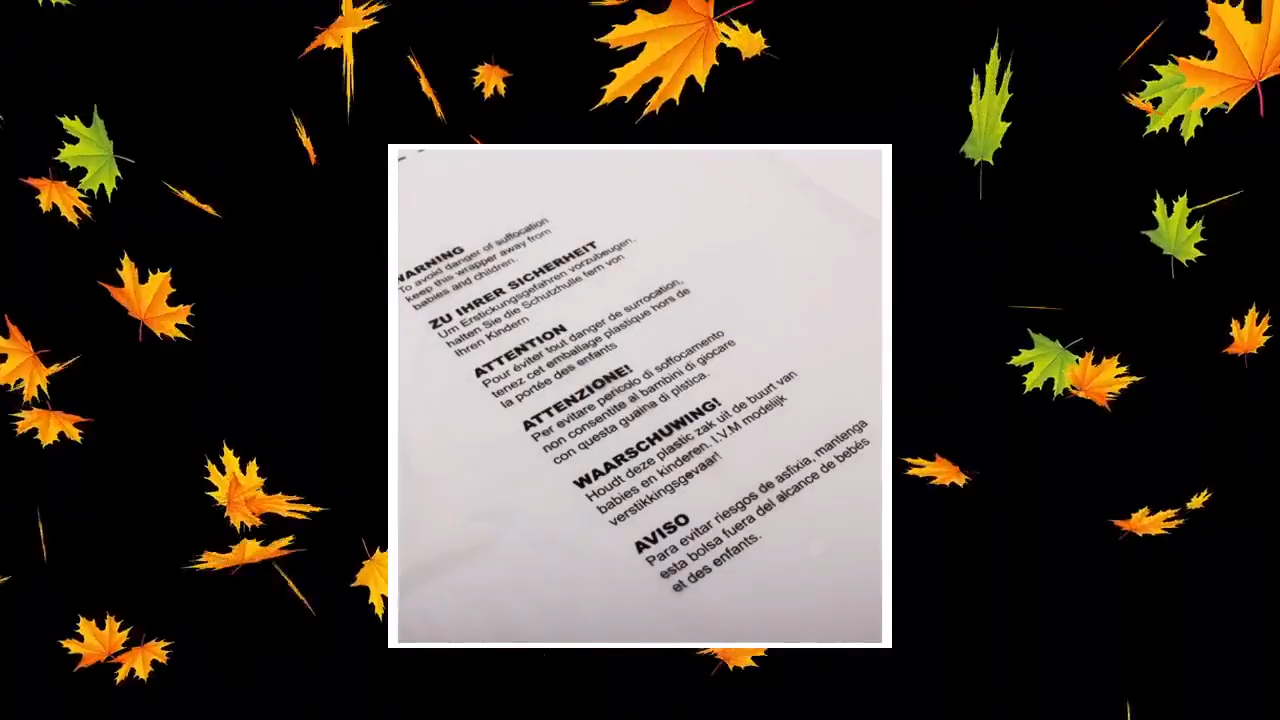 WARNING
To avoid danger of suffocation
keep this wrapper away from
babies and children.
ZU IHRER SICHERHEIT
Um Erstickungsgefahren vorzubeugen,
halten Sie die Schutzhulle fern von
Ihren Kindern
ATTENTION
Pour éviter tout danger de surrocation,
tenez cet emballage plastique hors de
la portée des enfants
ATTENZIONE!
Per evitare pericolo di soffocamento
non consentite al bambini di giocare
con questa guaina di plstica.
WAARSCHUWING!
Houdt deze plastic zak uit de buurt van
babies en kinderen, I.V.M modelijk
verstikkingsgevaar!
AVISO
Para evitar riesgos de asfixia, mantenga
esta bolsa fuera del alcance de bebés
et des enfants.